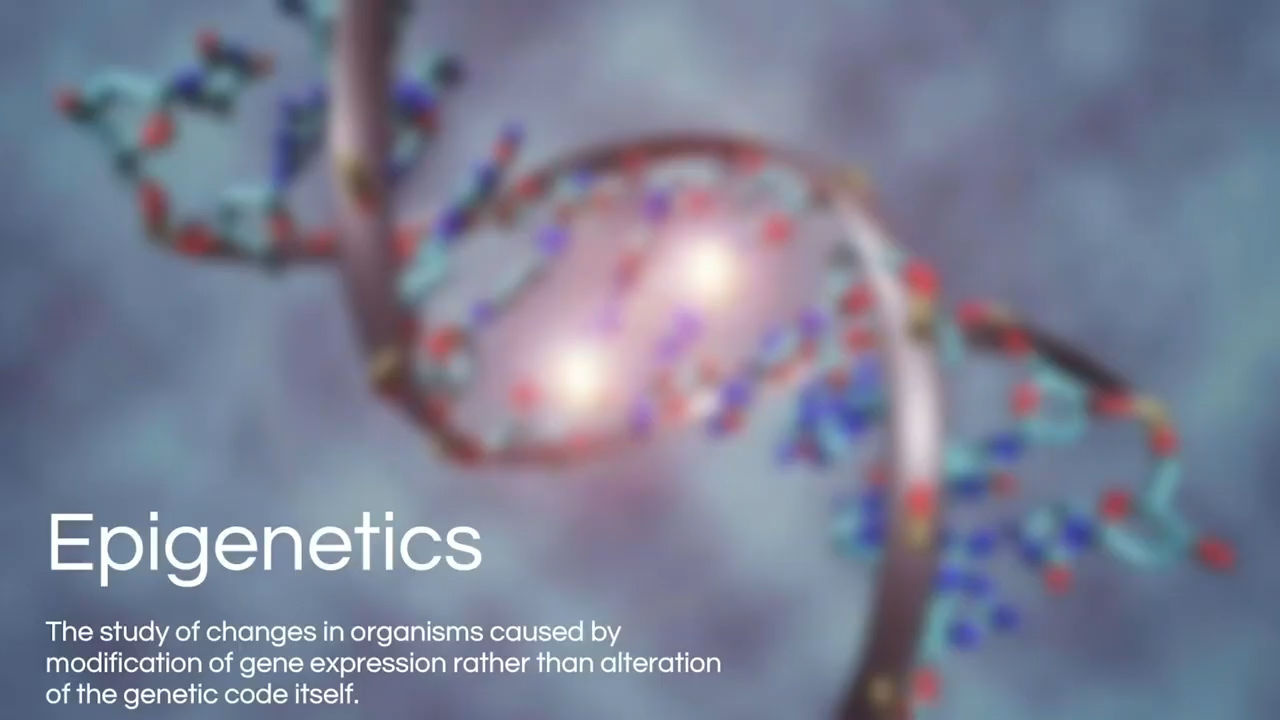 Epigenetics
The study of changes in organisms caused by
modification of gene expression rather than alteration
of the genetic code itself.